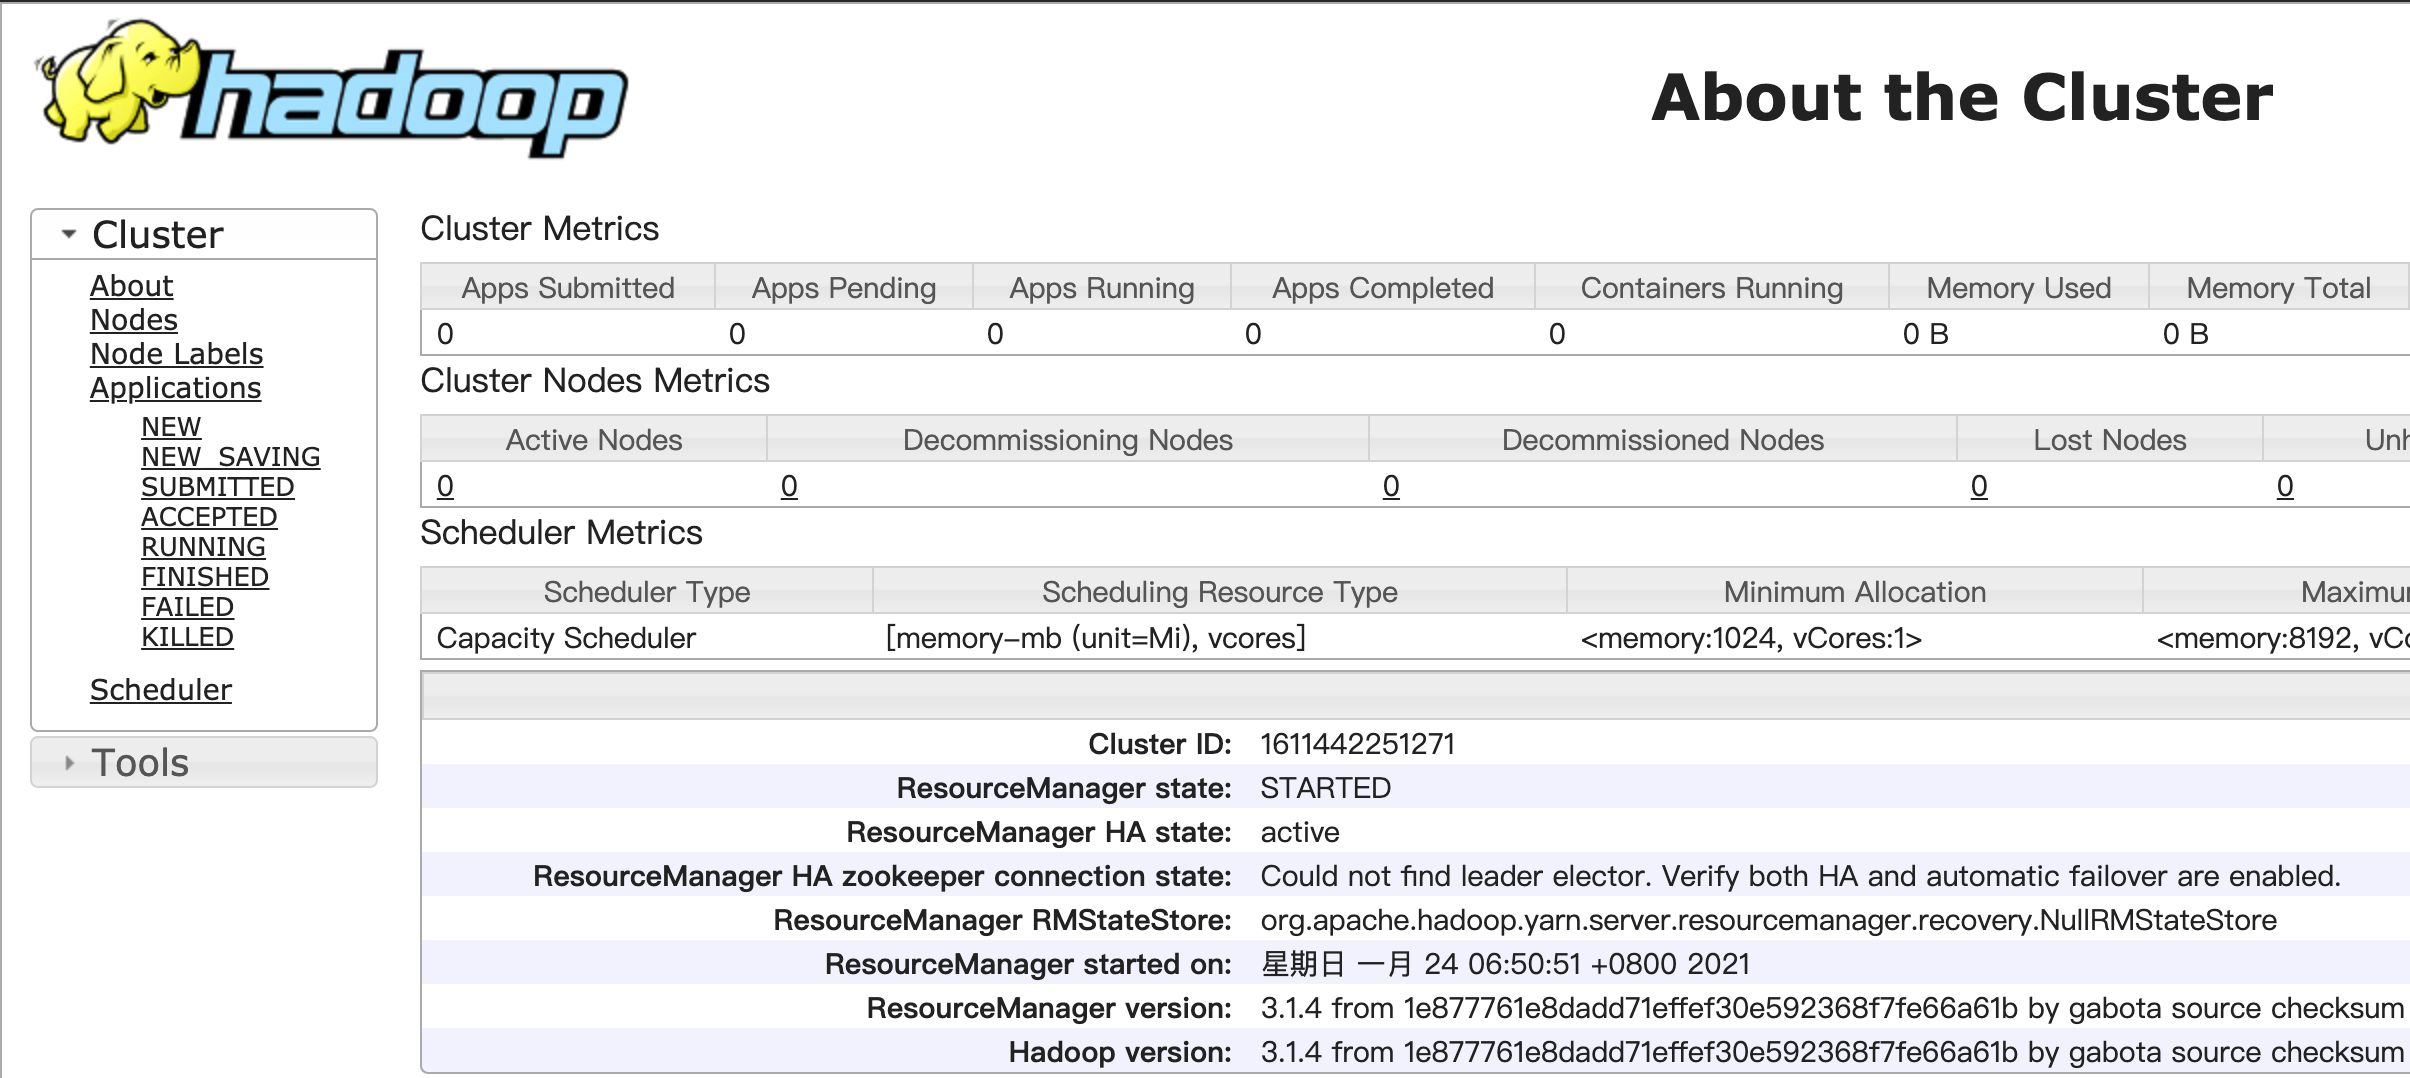 hadoop
About the Cluster
Cluster
About
Nodes
Node Labels
Applications
NEW
NEW_SAVING
SUBMITTED
ACCEPTED
RUNNING
FINISHED
FAILED
KILLED
Scheduler
Tools
Cluster Metrics
Apps Submitted Apps Pending Apps Running Apps Completed Containers Running Memory Used Memory Total
0 0 0 0 0 0 B 0 B
Cluster Nodes Metrics
Active Nodes Decommissioning Nodes Decommissioned Nodes Lost Nodes
0 0 0 0 0
Scheduler Metrics
Scheduler Type Scheduling Resource Type Minimum Allocation
Capacity Scheduler [memory-mb (unit=Mi), vcores] <memory:1024, vCores:1> <memory:8192,
Cluster ID: 1611442251271
ResourceManager state: STARTED
ResourceManager HA state: active
ResourceManager HA zookeeper connection state: Could not find leader elector. Verify both HA and automatic failover are enabled.
ResourceManager RMStateStore: org.apache.hadoop.yarn.server.resourcemanager.recovery.NullRMStateStore
ResourceManager started on: 星期日 一月 24 06:50:51 +0800 2021
ResourceManager version: 3.1.4 from 1e877761e8dadd71effef30e592368f7fe66a61b by gabota source checksum
Hadoop version: 3.1.4 from 1e877761e8dadd71effef30e592368f7fe66a61b by gabota source checksum